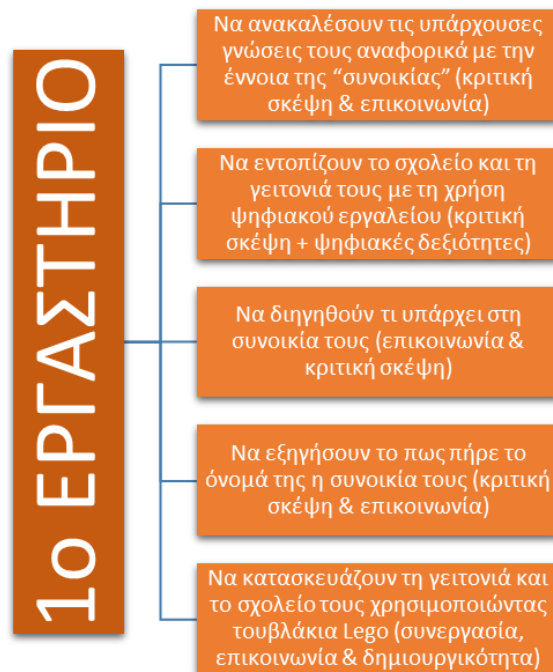 1ο ΕΡΓΑΣΤΗΡΙΟ
Να ανακαλέσουν τις υπάρχουσες
γνώσεις τους αναφορικά με την
έννοια της “συνοικίας” (κριτική
σκέψη & επικοινωνία)
Να εντοπίζουν το σχολείο και τη
γειτονιά τους με τη χρήση
ψηφιακού εργαλείου (κριτική
σκέψη + ψηφιακές δεξιότητες)
Να διηγηθούν τι υπάρχει στη
συνοικία τους (επικοινωνία &
κριτική σκέψη)
Να εξηγήσουν το πως πήρε το
όνομά της η συνοικία τους (κριτική
σκέψη & επικοινωνία)
Να κατασκευάζουν τη γειτονιά και
το σχολείο τους χρησιμοποιώντας
τουβλάκια Lego (συνεργασία,
επικοινωνία & δημιουργικότητα)